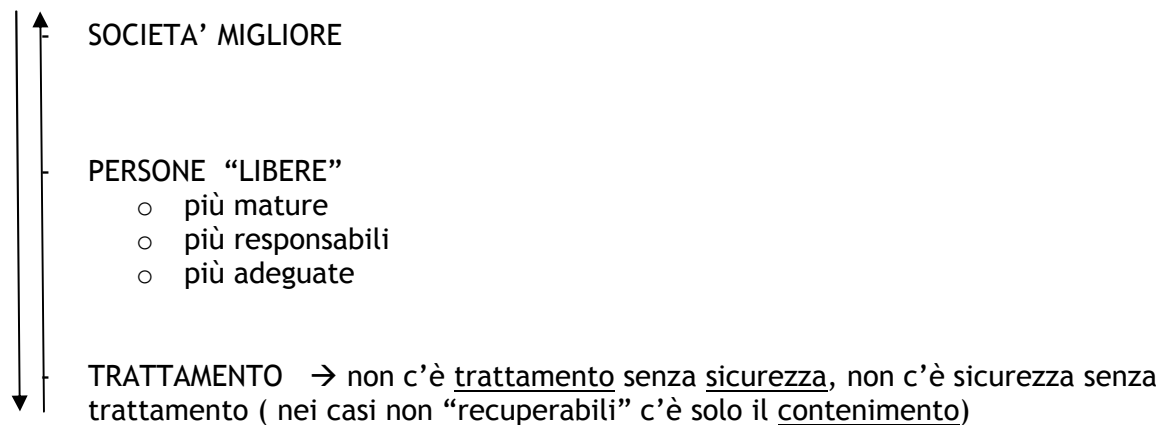 - SOCIETA’ MIGLIORE
- PERSONE “LIBERE”
o più mature
o più responsabili
o più adeguate
- TRATTAMENTO → non c’è trattamento senza sicurezza, non c’è sicurezza senza
trattamento ( nei casi non “recuperabili” c’è solo il contenimento)